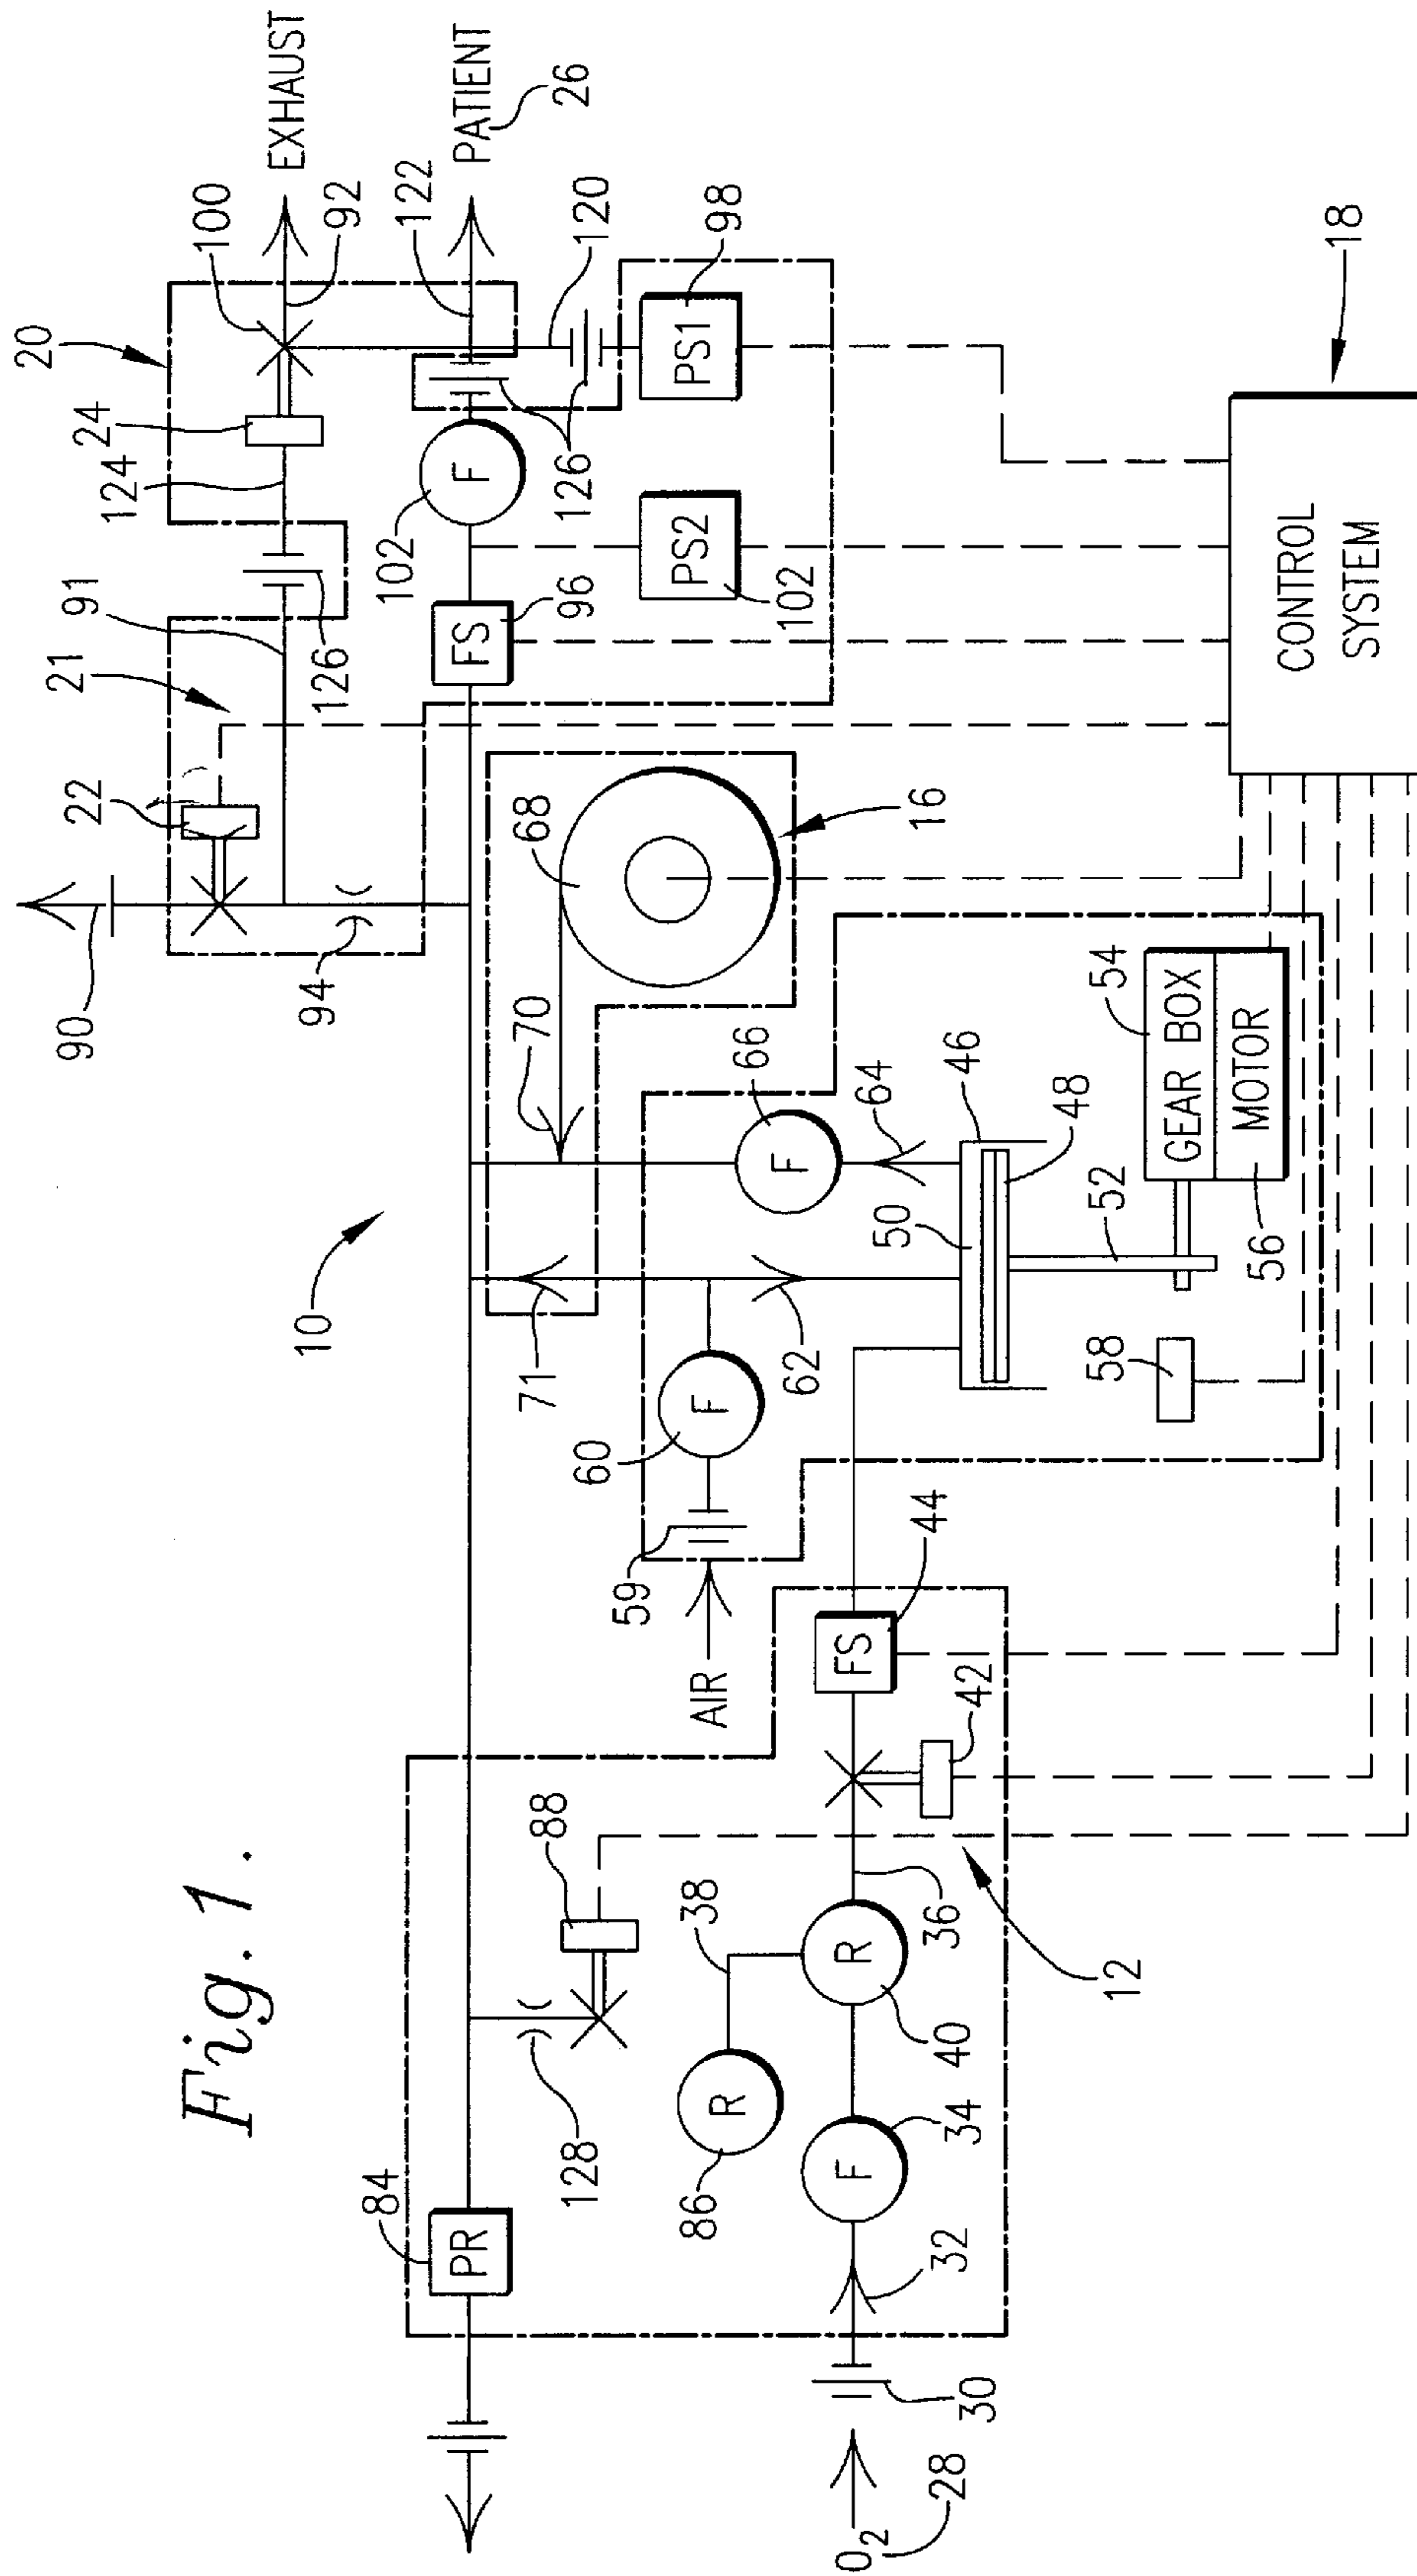 Fig. 1.
10
EXHAUST
PATIENT
26
20
100
92
122
120
98
PS1
24
124
126
102
F
126
PS2
102
91
21
FS
96
22
90
94
68
16
70
66
F
64
46
48
50
52
54
GEAR BOX
MOTOR
56
58
71
62
60
F
59
AIR
44
FS
42
88
38
36
12
R
40
R
86
128
F
34
32
84
PR
30
O2
28
18
CONTROL
SYSTEM